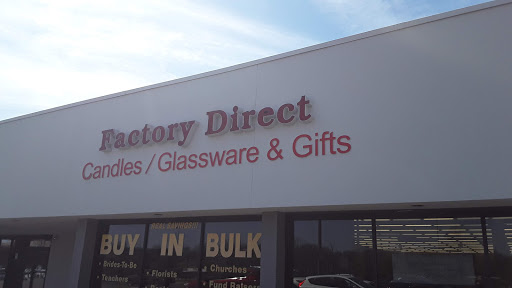 Factory Direct
Candles / Glassware & Gifts
BUY IN BULK
• Brides-To-Be
• Florists
• Churches
• Teachers
• Fund Raisers